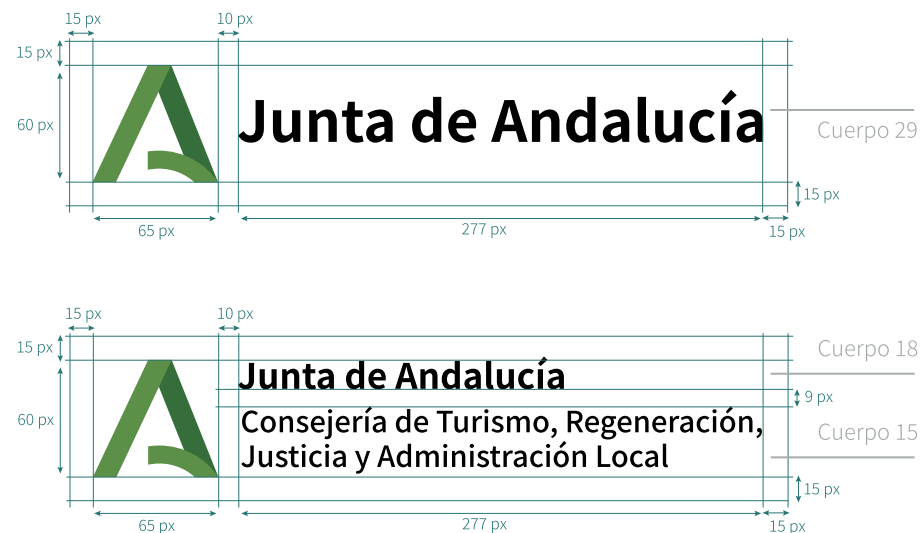 15 px
10 px
15 px
60 px
Junta de Andalucía
Cuerpo 29
15 px
65 px
277 px
15 px
15 px
10 px
15 px
60 px
Junta de Andalucía
Cuerpo 18
9 px
Consejería de Turismo, Regeneración,
Justicia y Administración Local
Cuerpo 15
15 px
65 px
277 px
15 px